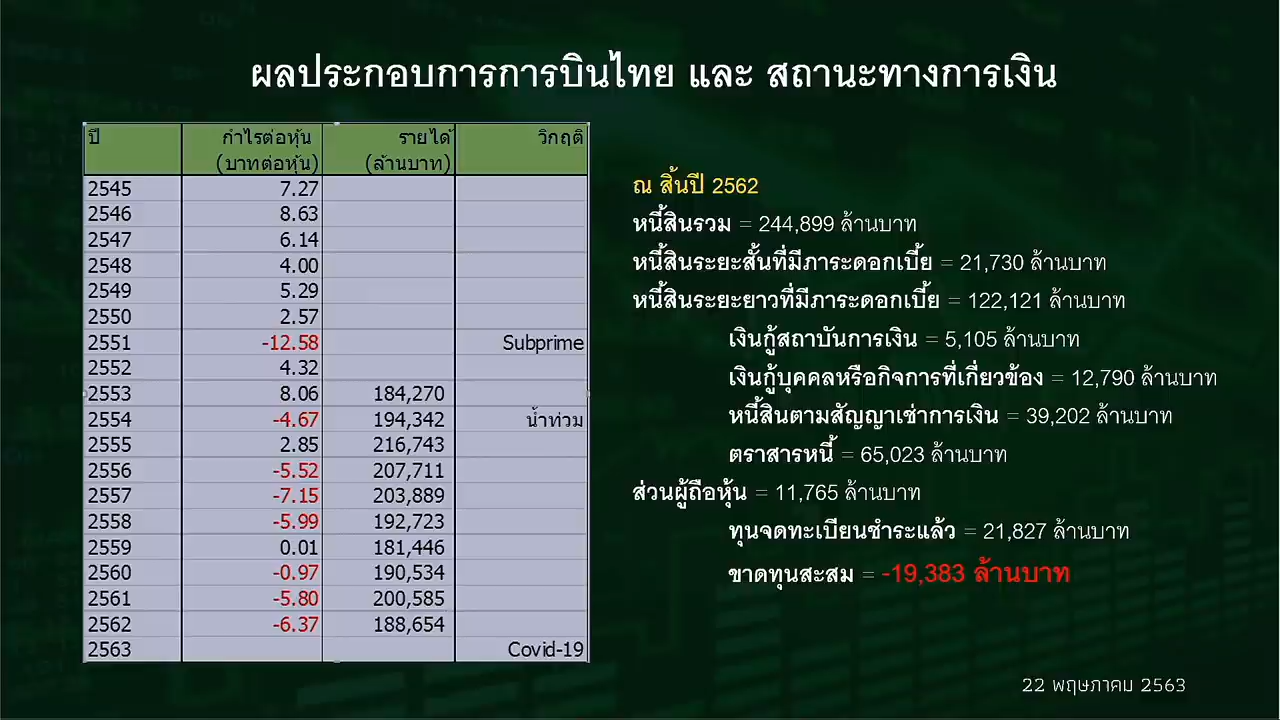 ผลประกอบการการบินไทย และ สถานะทางการเงิน
ปี กำไรต่อหุ้น (บาทต่อหุ้น) รายได้ (ล้านบาท) วิกฤติ
2545 7.27
2546 8.63
2547 6.14
2548 4.00
2549 5.29
2550 2.57
2551 -12.58 Subprime
2552 4.32
2553 8.06 184,270
2554 -4.67 194,342 น้ำท่วม
2555 2.85 216,743
2556 -5.52 207,711
2557 -7.15 203,889
2558 -5.99 192,723
2559 0.01 181,446
2560 -0.97 190,534
2561 -5.80 200,585
2562 -6.37 188,654
2563 Covid-19
ณ สิ้นปี 2562
หนี้สินรวม = 244,899 ล้านบาท
หนี้สินระยะสั้นที่มีภาระดอกเบี้ย = 21,730 ล้านบาท
หนี้สินระยะยาวที่มีภาระดอกเบี้ย = 122,121 ล้านบาท
เงินกู้สถาบันการเงิน = 5,105 ล้านบาท
เงินกู้บุคคลหรือกิจการที่เกี่ยวข้อง = 12,790 ล้านบาท
หนี้สินตามสัญญาเช่าการเงิน = 39,202 ล้านบาท
ตราสารหนี้ = 65,023 ล้านบาท
ส่วนผู้ถือหุ้น = 11,765 ล้านบาท
ทุนจดทะเบียนชำระแล้ว = 21,827 ล้านบาท
ขาดทุนสะสม = -19,383 ล้านบาท
22 พฤษภาคม 2563